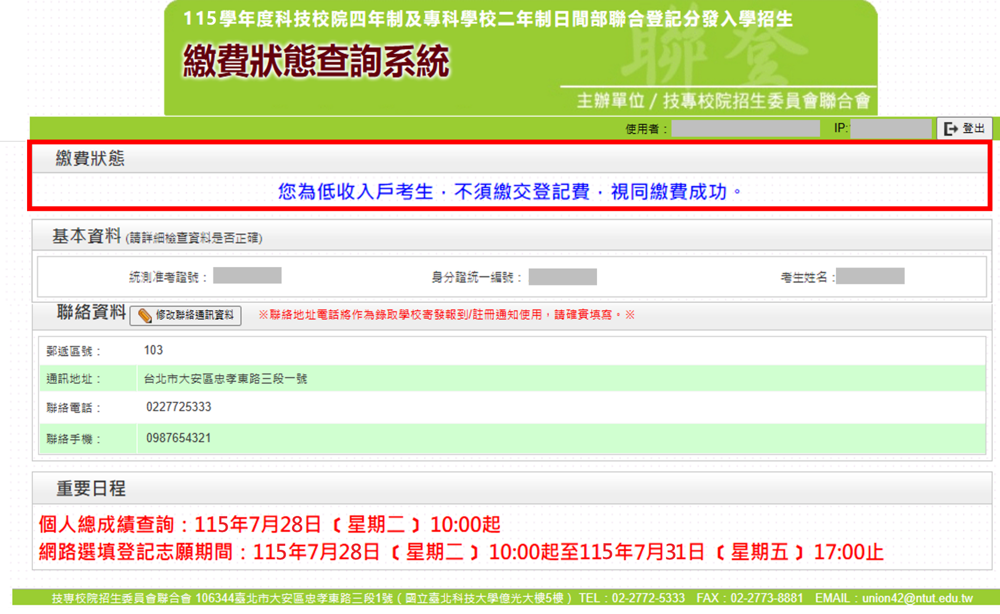 115學年度科技校院四年制及專科學校二年制日間部聯合登記分發入學招生
聯登
繳費狀態查詢系統
主辦單位 / 技專校院招生委員會聯合會
使用者： IP: 登出
繳費狀態
您為低收入戶考生，不須繳交登記費，視同繳費成功。
基本資料 (請詳細檢查資料是否正確)
統測准考證號： 身分證統一編號： 考生姓名：
聯絡資料 修改聯絡通訊資料 ※聯絡地址電話將作為錄取學校寄發報到/註冊通知使用，請確實填寫。※
郵遞區號： 103
通訊地址： 台北市大安區忠孝東路三段一號
聯絡電話： 0227725333
聯絡手機： 0987654321
重要日程
個人總成績查詢：115年7月28日﹝星期二﹞10:00起
網路選填登記志願期間：115年7月28日﹝星期二﹞10:00起至115年7月31日﹝星期五﹞17:00止
技專校院招生委員會聯合會 106344臺北市大安區忠孝東路三段1號（國立臺北科技大學億光大樓5樓） TEL：02-2772-5333 FAX：02-2773-8881 EMAIL：union42@ntut.edu.tw